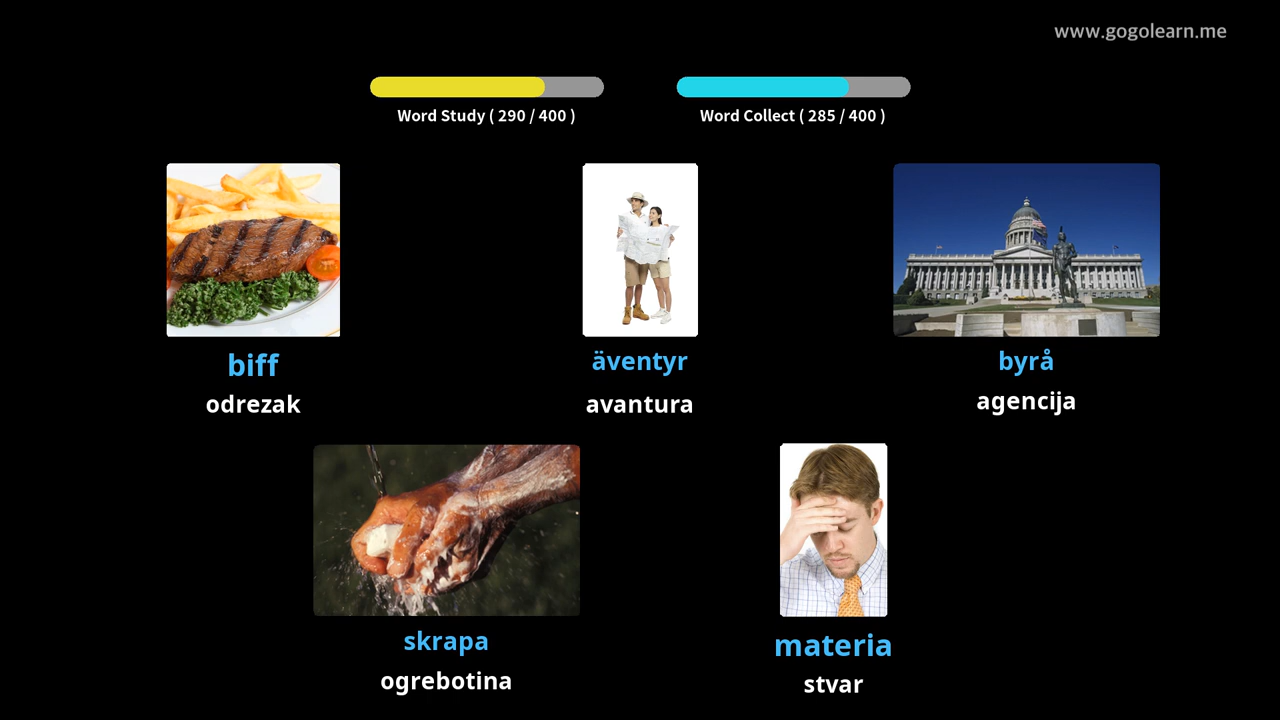 www.gogolearn.me
Word Study ( 290 / 400 )
Word Collect ( 285 / 400 )
biff
odrezak
äventyr
avantura
byrå
agencija
skrapa
ogrebotina
materia
stvar